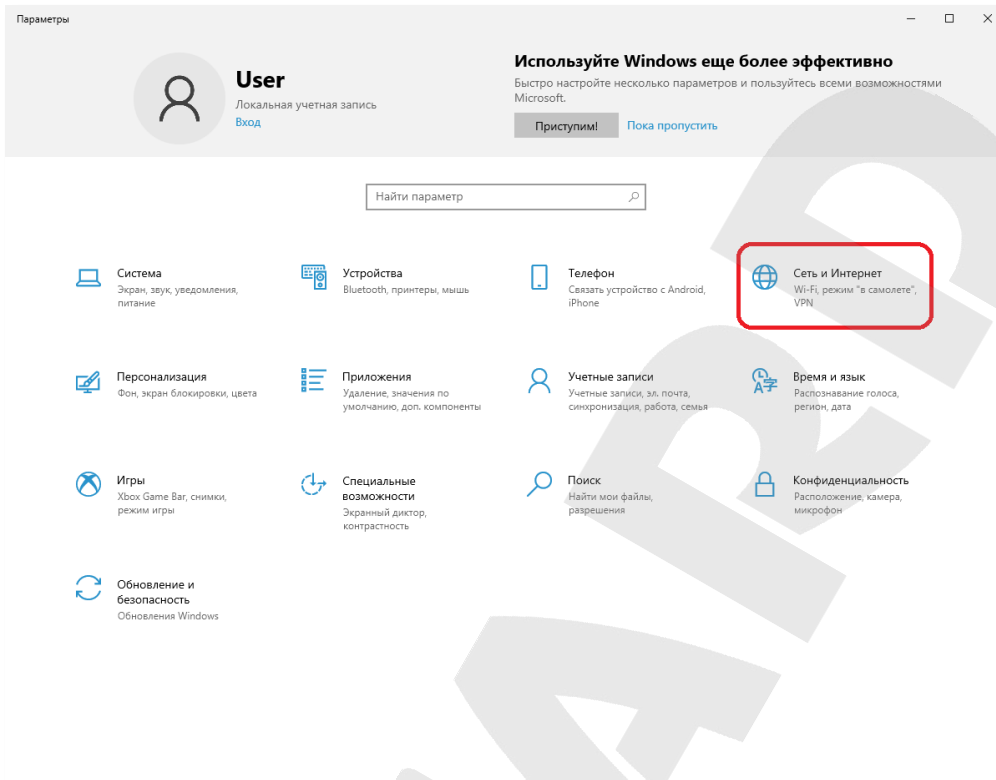 Параметры
User
Локальная учетная запись
Вход
Используйте Windows еще более эффективно
Быстро настройте несколько параметров и пользуйтесь всеми возможностями
Microsoft.
Приступим!
Пока пропустить
Найти параметр
Система
Экран, звук, уведомления,
питание
Устройства
Bluetooth, принтеры, мышь
Телефон
Связать устройство с Android,
iPhone
Сеть и Интернет
Wi-Fi, режим "в самолете",
VPN
Персонализация
Фон, экран блокировки, цвета
Приложения
Удаление, значения по
умолчанию, доп. компоненты
Учетные записи
Учетные записи, эл. почта,
синхронизация, работа, семья
Время и язык
Распознавание голоса,
регион, дата
Игры
Xbox Game Bar, снимки,
режим игры
Специальные
возможности
Экранный диктор,
контрастность
Поиск
Найти мои файлы,
разрешения
Конфиденциальность
Расположение, камера,
микрофон
Обновление и
безопасность
Обновления Windows